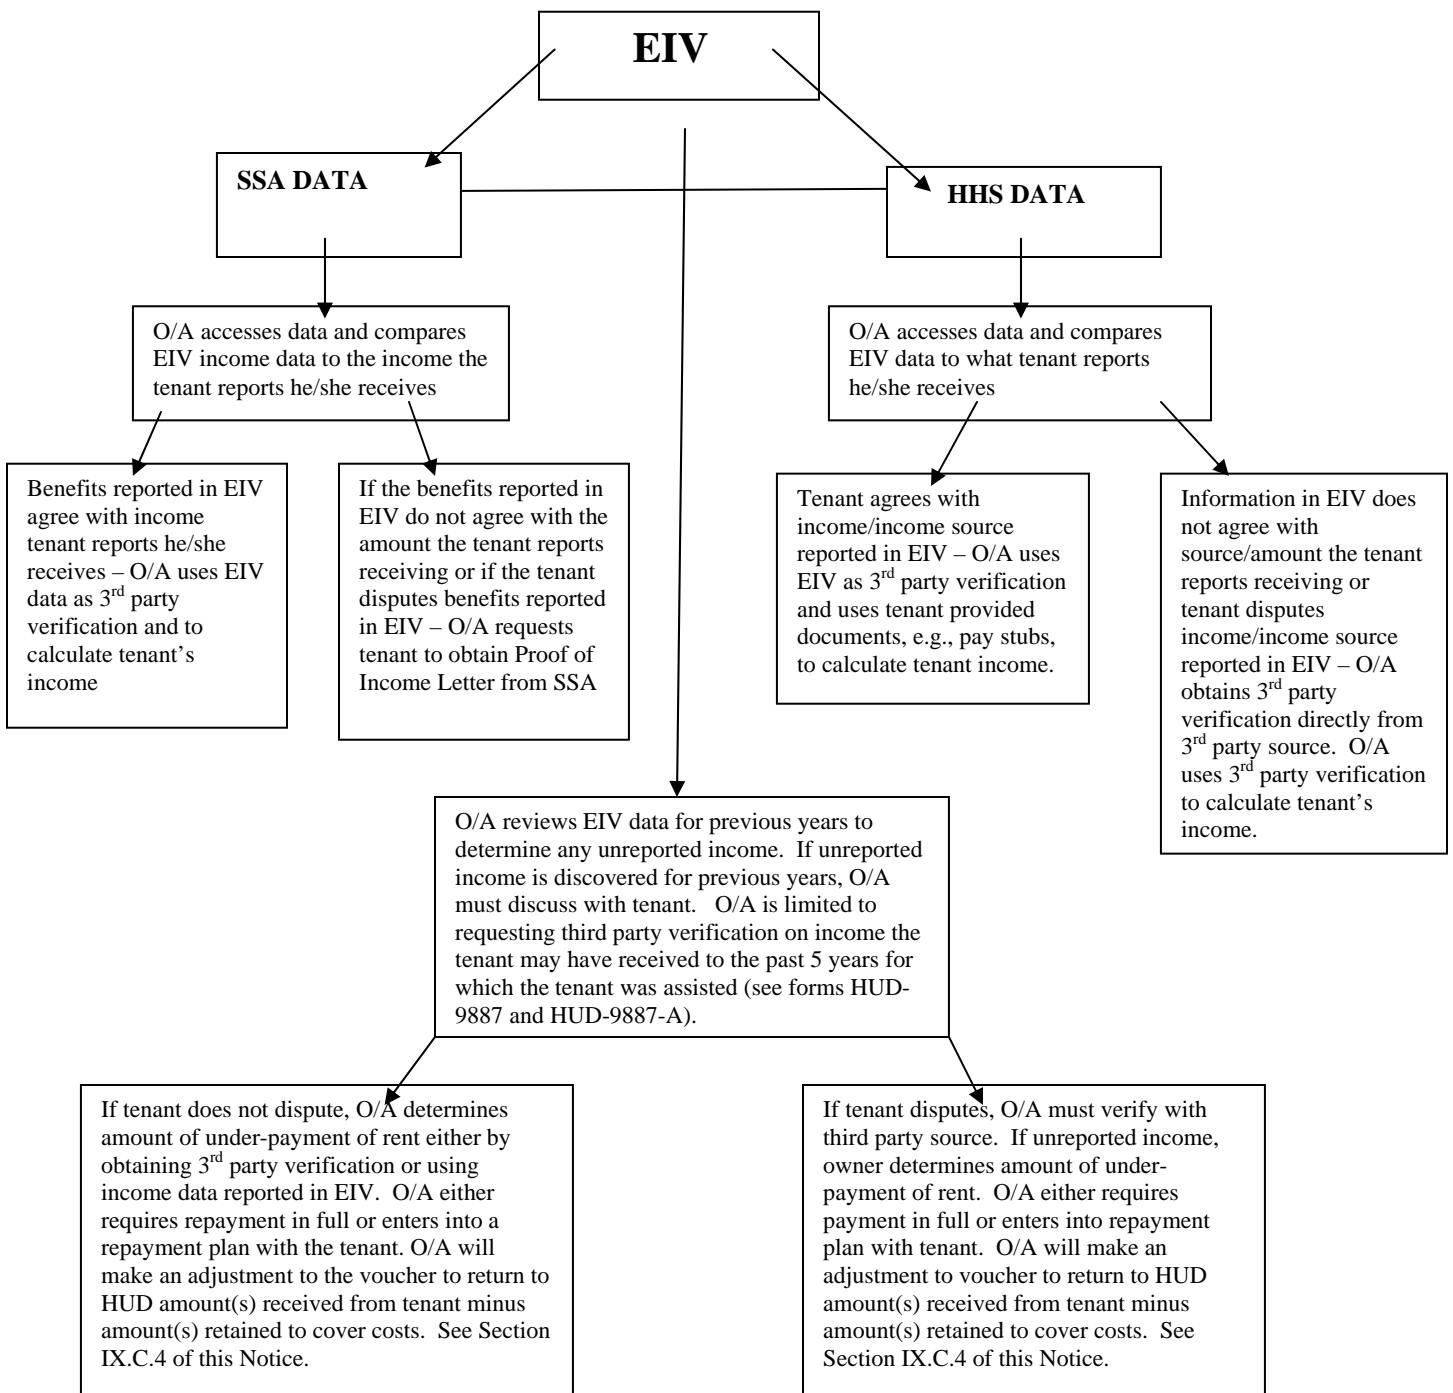 EIV
SSA DATA
HHS DATA
O/A accesses data and compares
EIV income data to the income the
tenant reports he/she receives
O/A accesses data and compares
EIV data to what tenant reports
he/she receives
Benefits reported in EIV
agree with income
tenant reports he/she
receives – O/A uses EIV
data as 3rd party
verification and to
calculate tenant’s
income
If the benefits reported in
EIV do not agree with the
amount the tenant reports
receiving or if the tenant
disputes benefits reported
in EIV – O/A requests
tenant to obtain Proof of
Income Letter from SSA
Tenant agrees with
income/income source
reported in EIV – O/A uses
EIV as 3rd party verification
and uses tenant provided
documents, e.g., pay stubs,
to calculate tenant income.
Information in EIV does
not agree with
source/amount the tenant
reports receiving or
tenant disputes
income/income source
reported in EIV – O/A
obtains 3rd party
verification directly from
3rd party source.  O/A
uses 3rd party verification
to calculate tenant’s
income.
O/A reviews EIV data for previous years to
determine any unreported income.  If unreported
income is discovered for previous years, O/A
must discuss with tenant.   O/A is limited to
requesting third party verification on income the
tenant may have received to the past 5 years for
which the tenant was assisted (see forms HUD-
9887 and HUD-9887-A).
If tenant does not dispute, O/A determines
amount of under-payment of rent either by
obtaining 3rd party verification or using
income data reported in EIV.  O/A either
requires repayment in full or enters into a
repayment plan with the tenant. O/A will
make an adjustment to the voucher to return to
HUD amount(s) received from tenant minus
amount(s) retained to cover costs.  See Section
IX.C.4 of this Notice.
If tenant disputes, O/A must verify with
third party source.  If unreported income,
owner determines amount of under-
payment of rent.  O/A either requires
payment in full or enters into repayment
plan with tenant.  O/A will make an
adjustment to voucher to return to HUD
amount(s) received from tenant minus
amount(s) retained to cover costs.  See
Section IX.C.4 of this Notice.